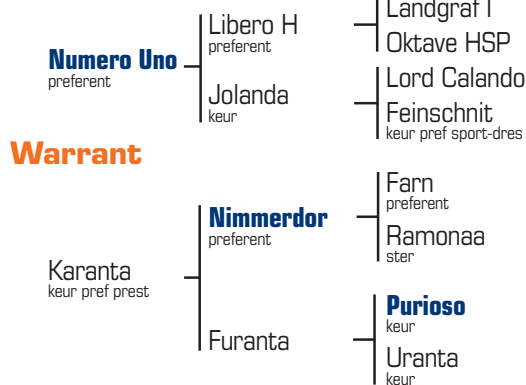 Landgraf I
Libero H
preferent
Oktave HSP
Numero Uno
preferent
Lord Calando
Jolanda
keur
Feinschnit
keur pref sport-dres
Warrant
Farn
preferent
Nimmerdor
preferent
Ramonaa
ster
Karanta
keur pref prest
Purioso
keur
Furanta
Uranta
keur